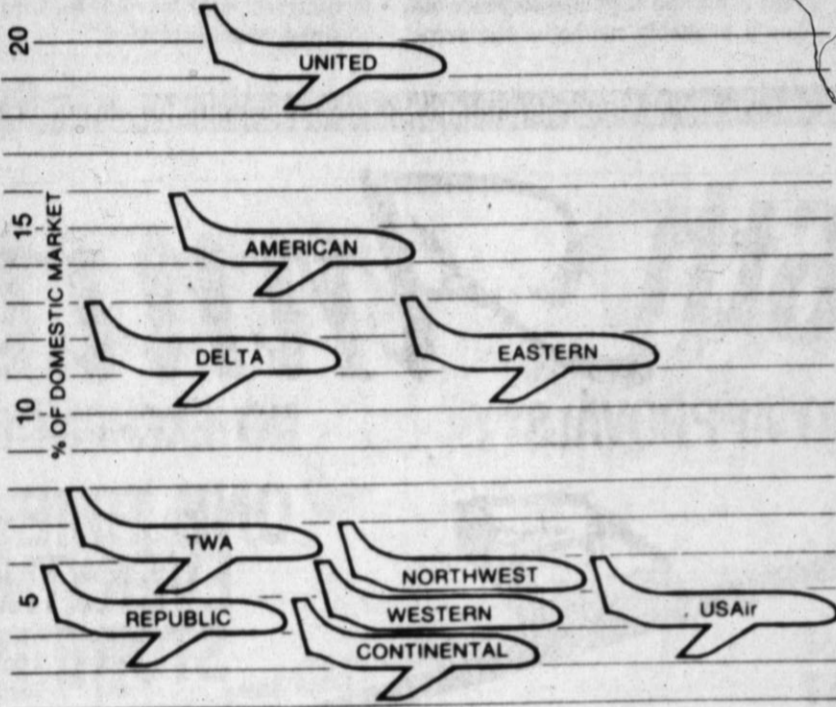 20
UNITED
15
% OF DOMESTIC MARKET
AMERICAN
DELTA
EASTERN
10
TWA
NORTHWEST
5
REPUBLIC
WESTERN
USAir
CONTINENTAL